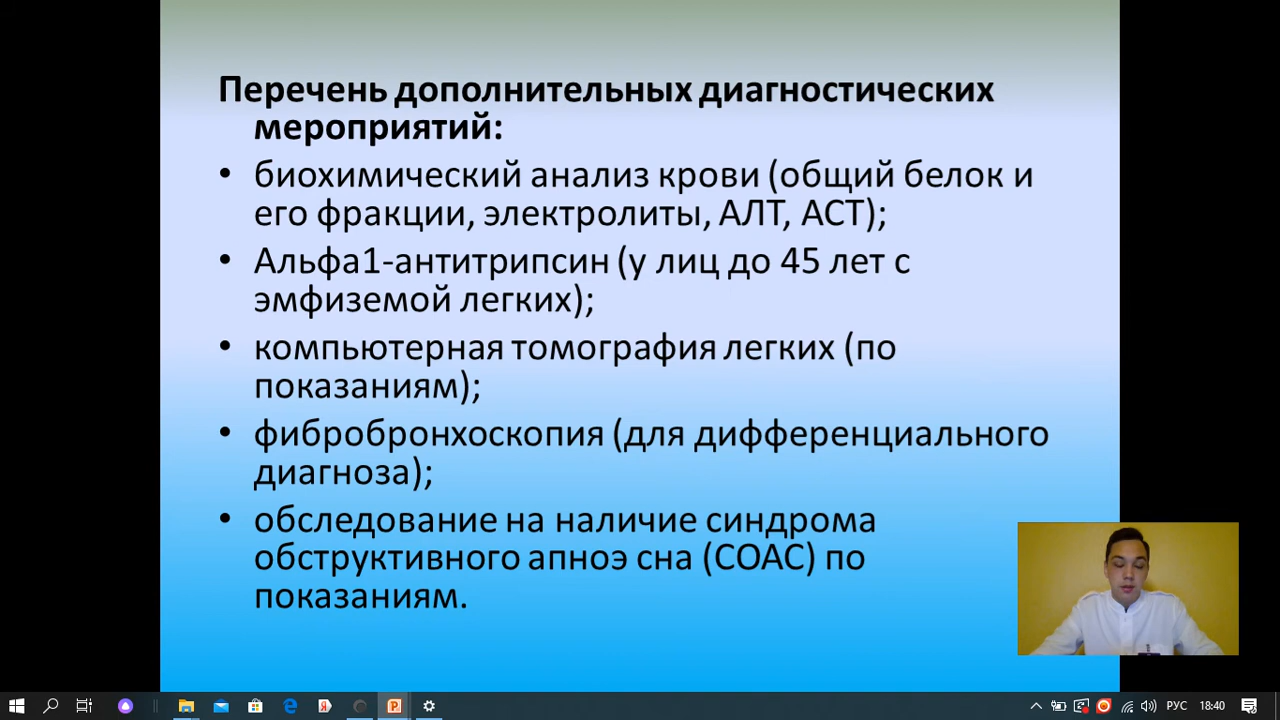 Перечень дополнительных диагностических
мероприятий:
• биохимический анализ крови (общий белок и
его фракции, электролиты, АЛТ, АСТ);
• Альфа1-антитрипсин (у лиц до 45 лет с
эмфиземой легких);
• компьютерная томография легких (по
показаниям);
• фибробронхоскопия (для дифференциального
диагноза);
• обследование на наличие синдрома
обструктивного апноэ сна (СОАС) по
показаниям.
РУС 18:40